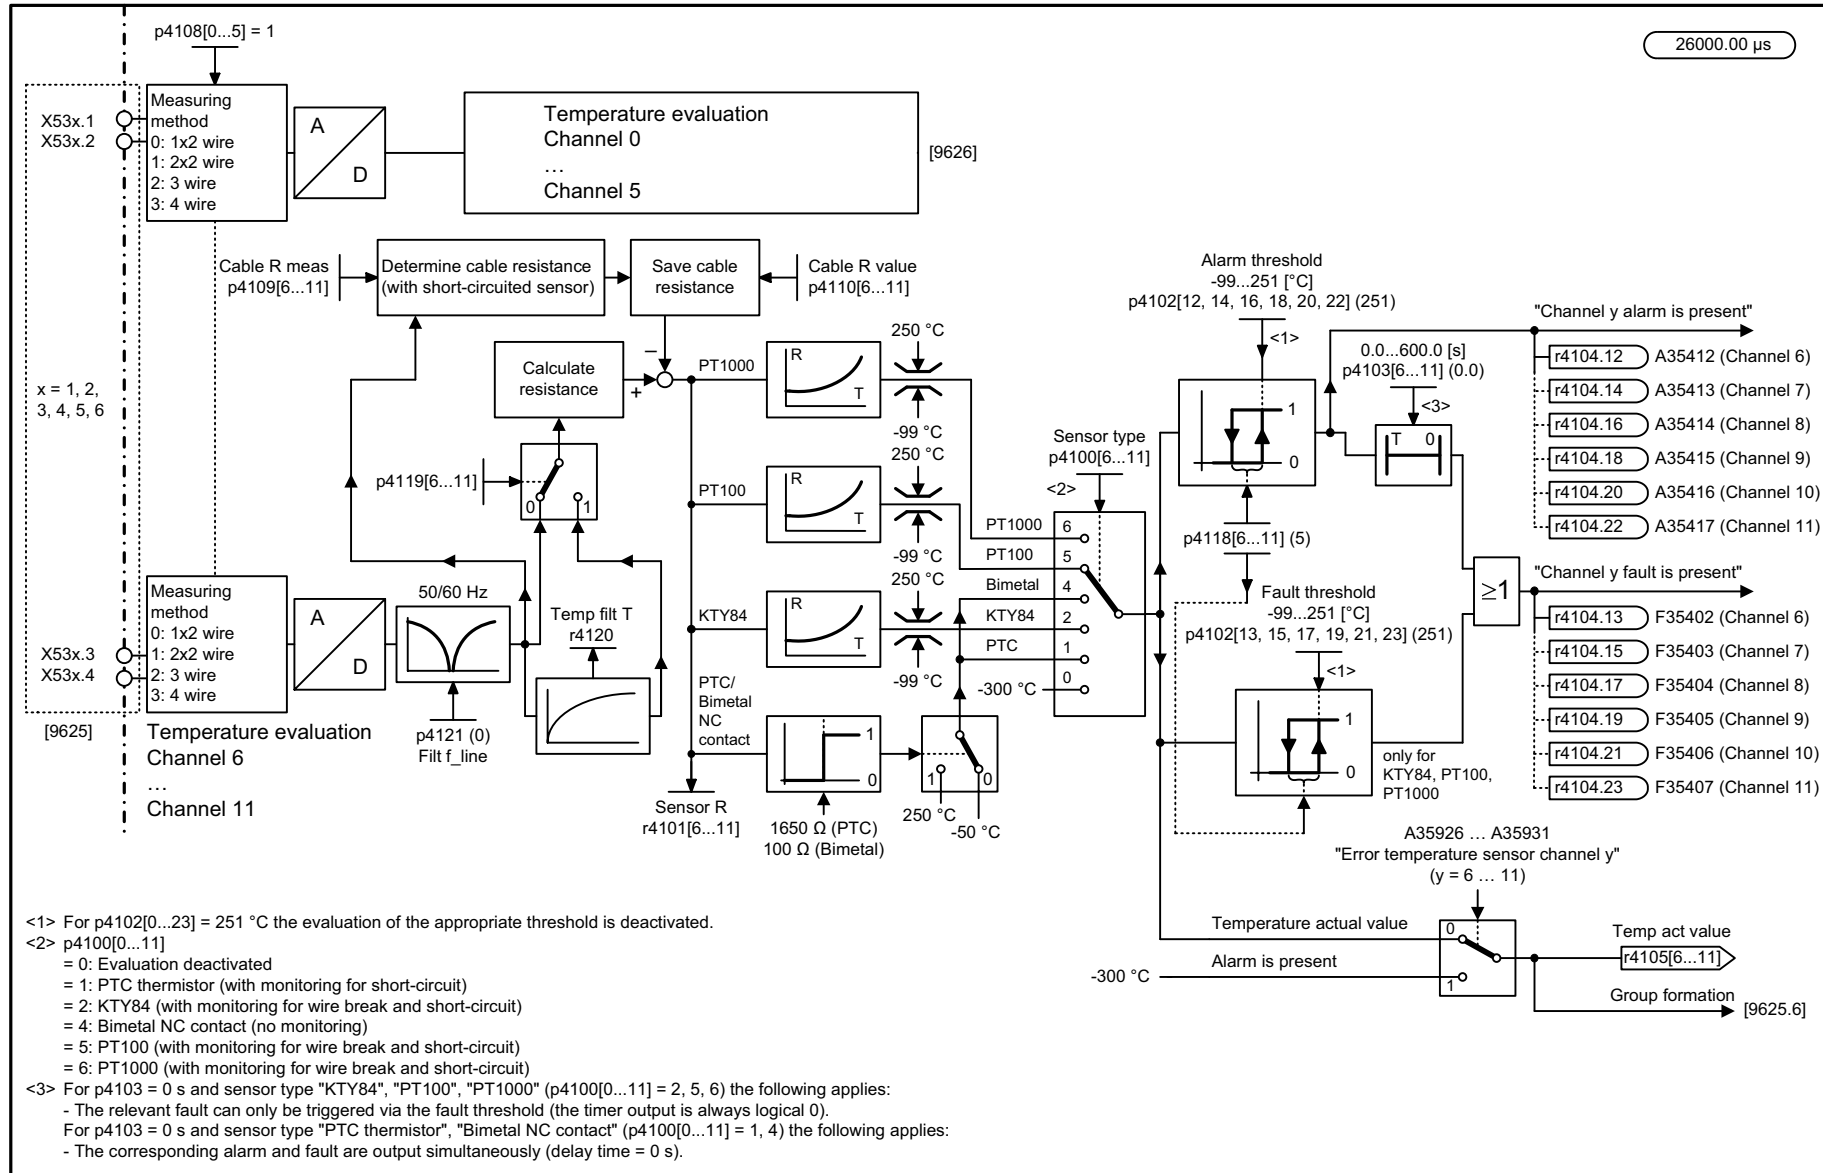 p4108[0...5] = 1
26000.00 µs
X53x.1
X53x.2
Measuring
method
0: 1x2 wire
1: 2x2 wire
2: 3 wire
3: 4 wire
A
D
Temperature evaluation
Channel 0
...
Channel 5
[9626]
x = 1, 2,
3, 4, 5, 6
Cable R meas
p4109[6...11]
Determine cable resistance
(with short-circuited sensor)
Save cable
resistance
Cable R value
p4110[6...11]
Calculate
resistance
+
–
p4119[6...11]
0
1
PT1000
R
T
250 °C
-99 °C
PT100
R
T
250 °C
-99 °C
KTY84
R
T
250 °C
-99 °C
PTC/
Bimetal
NC
contact
1
0
1650 Ω (PTC)
100 Ω (Bimetal)
1
0
250 °C
-50 °C
Sensor R
r4101[6...11]
X53x.3
X53x.4
[9625]
Measuring
method
0: 1x2 wire
1: 2x2 wire
2: 3 wire
3: 4 wire
A
D
50/60 Hz
p4121 (0)
Filt f_line
Temp filt T
r4120
Temperature evaluation
Channel 6
...
Channel 11
Sensor type
p4100[6...11]
<2>
PT1000
6
PT100
5
Bimetal
4
KTY84
2
PTC
1
-300 °C
0
Alarm threshold
-99...251 [°C]
p4102[12, 14, 16, 18, 20, 22] (251)
<1>
1
0
p4118[6...11] (5)
0.0...600.0 [s]
p4103[6...11] (0.0)
<3>
T 0
Fault threshold
-99...251 [°C]
p4102[13, 15, 17, 19, 21, 23] (251)
<1>
1
0
only for
KTY84, PT100,
PT1000
≥1
"Channel y alarm is present"
r4104.12 A35412 (Channel 6)
r4104.14 A35413 (Channel 7)
r4104.16 A35414 (Channel 8)
r4104.18 A35415 (Channel 9)
r4104.20 A35416 (Channel 10)
r4104.22 A35417 (Channel 11)
"Channel y fault is present"
r4104.13 F35402 (Channel 6)
r4104.15 F35403 (Channel 7)
r4104.17 F35404 (Channel 8)
r4104.19 F35405 (Channel 9)
r4104.21 F35406 (Channel 10)
r4104.23 F35407 (Channel 11)
A35926 ... A35931
"Error temperature sensor channel y"
(y = 6 ... 11)
Temperature actual value
0
-300 °C
Alarm is present
1
Temp act value
r4105[6...11]
Group formation
[9625.6]
<1> For p4102[0...23] = 251 °C the evaluation of the appropriate threshold is deactivated.
<2> p4100[0...11]
= 0: Evaluation deactivated
= 1: PTC thermistor (with monitoring for short-circuit)
= 2: KTY84 (with monitoring for wire break and short-circuit)
= 4: Bimetal NC contact (no monitoring)
= 5: PT100 (with monitoring for wire break and short-circuit)
= 6: PT1000 (with monitoring for wire break and short-circuit)
<3> For p4103 = 0 s and sensor type "KTY84", "PT100", "PT1000" (p4100[0...11] = 2, 5, 6) the following applies:
- The relevant fault can only be triggered via the fault threshold (the timer output is always logical 0).
For p4103 = 0 s and sensor type "PTC thermistor", "Bimetal NC contact" (p4100[0...11] = 1, 4) the following applies:
- The corresponding alarm and fault are output simultaneously (delay time = 0 s).